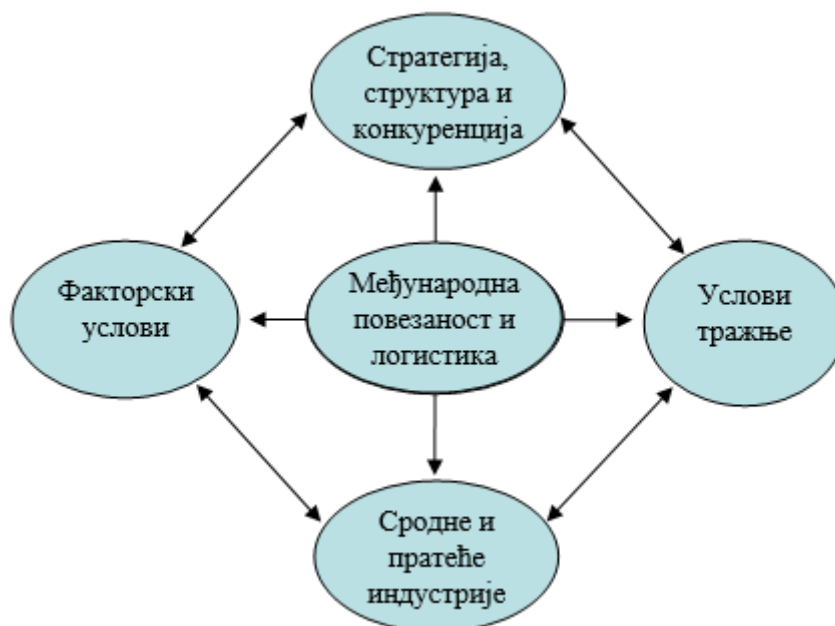 Стратегија,
структура и
конкуренција
Факторски
услови
Међународна
повезаност и
логистика
Услови
тражње
Сродне и
пратеће
индустрије